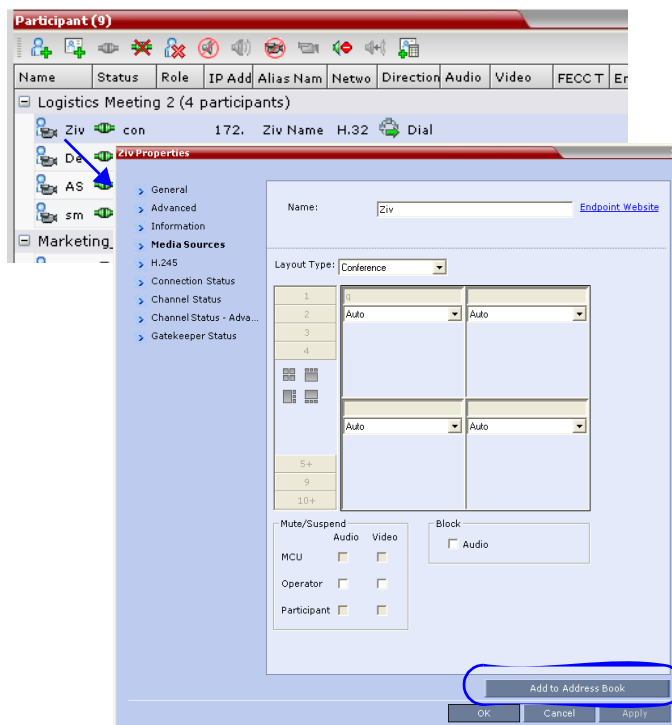 Participant (9)
Name Status Role IP Add Alias Nam Netwo Direction Audio Video FECC T Er
Logistics Meeting 2 (4 participants)
Ziv con 172. Ziv Name H.32 Dial
De
AS
sm
Marketing_
Ziv Properties
General
Advanced
Information
Media Sources
H.245
Connection Status
Channel Status
Channel Status - Adva...
Gatekeeper Status
Name: Ziv Endpoint Website
Layout Type: Conference
1
2
3
4
5+
9
10+
q
Auto Auto
Auto Auto
Mute/Suspend
Audio Video
MCU
Operator
Participant
Block
Audio
Add to Address Book
OK Cancel Apply